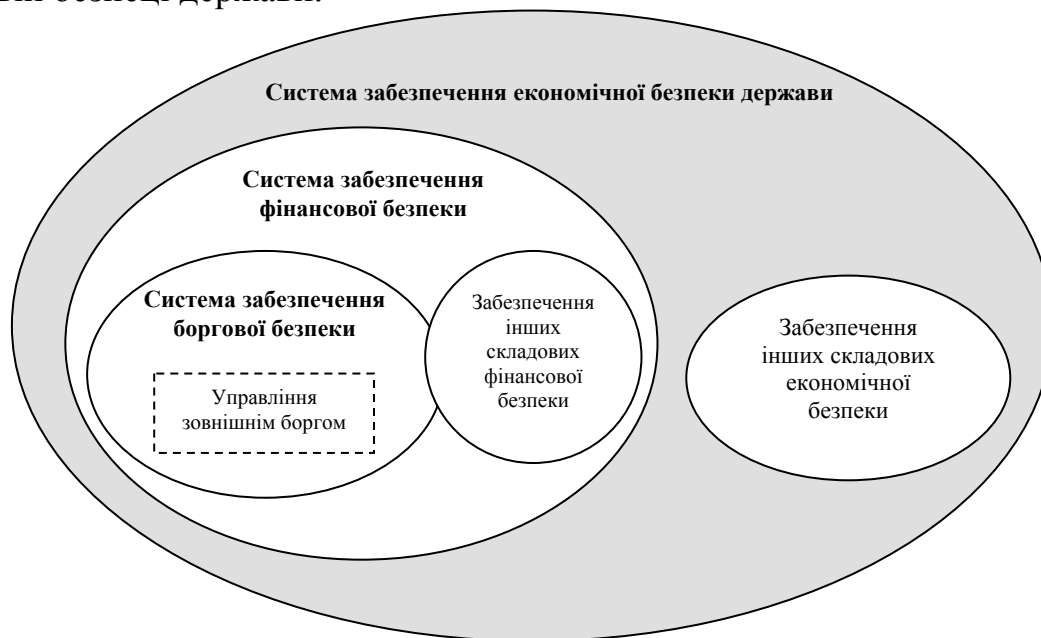 безпеці держави.
Система забезпечення економічної безпеки держави
Система забезпечення
фінансової безпеки
Система забезпечення
боргової безпеки
Управління
зовнішнім боргом
Забезпечення
інших
складових
фінансової
безпеки
Забезпечення
інших складових
економічної
безпеки